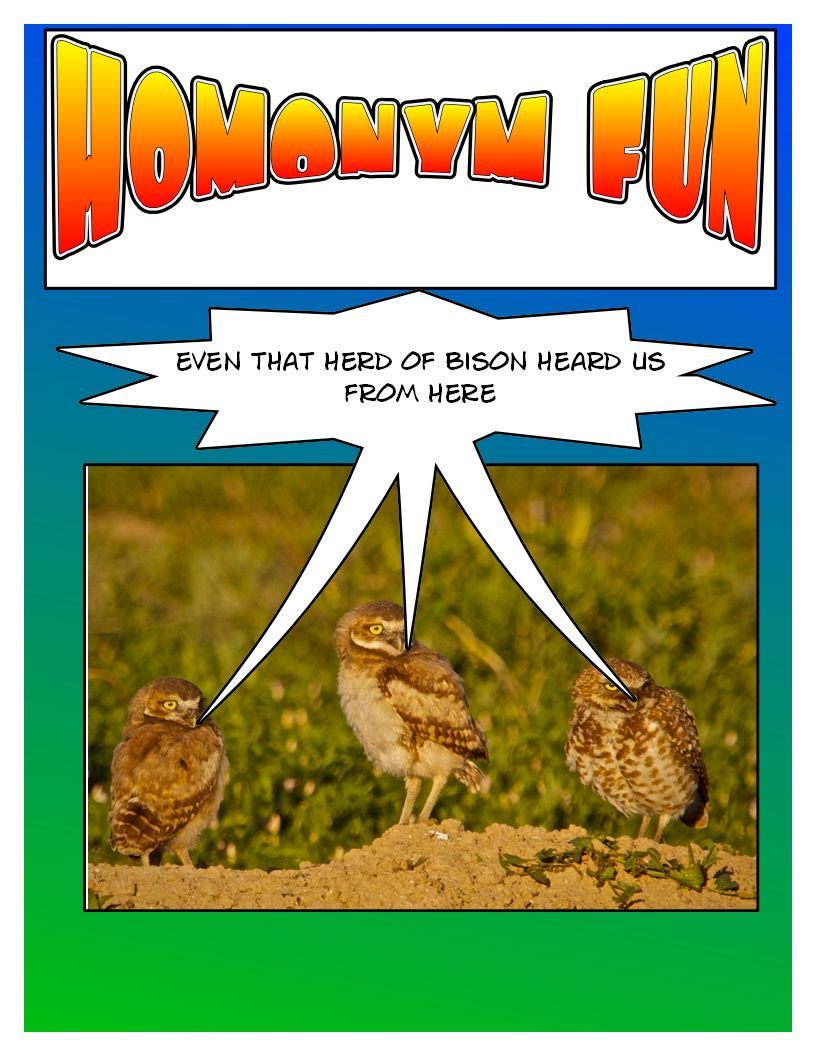 HOMONYM FUN
EVEN THAT HERD OF BISON HEARD US
FROM HERE